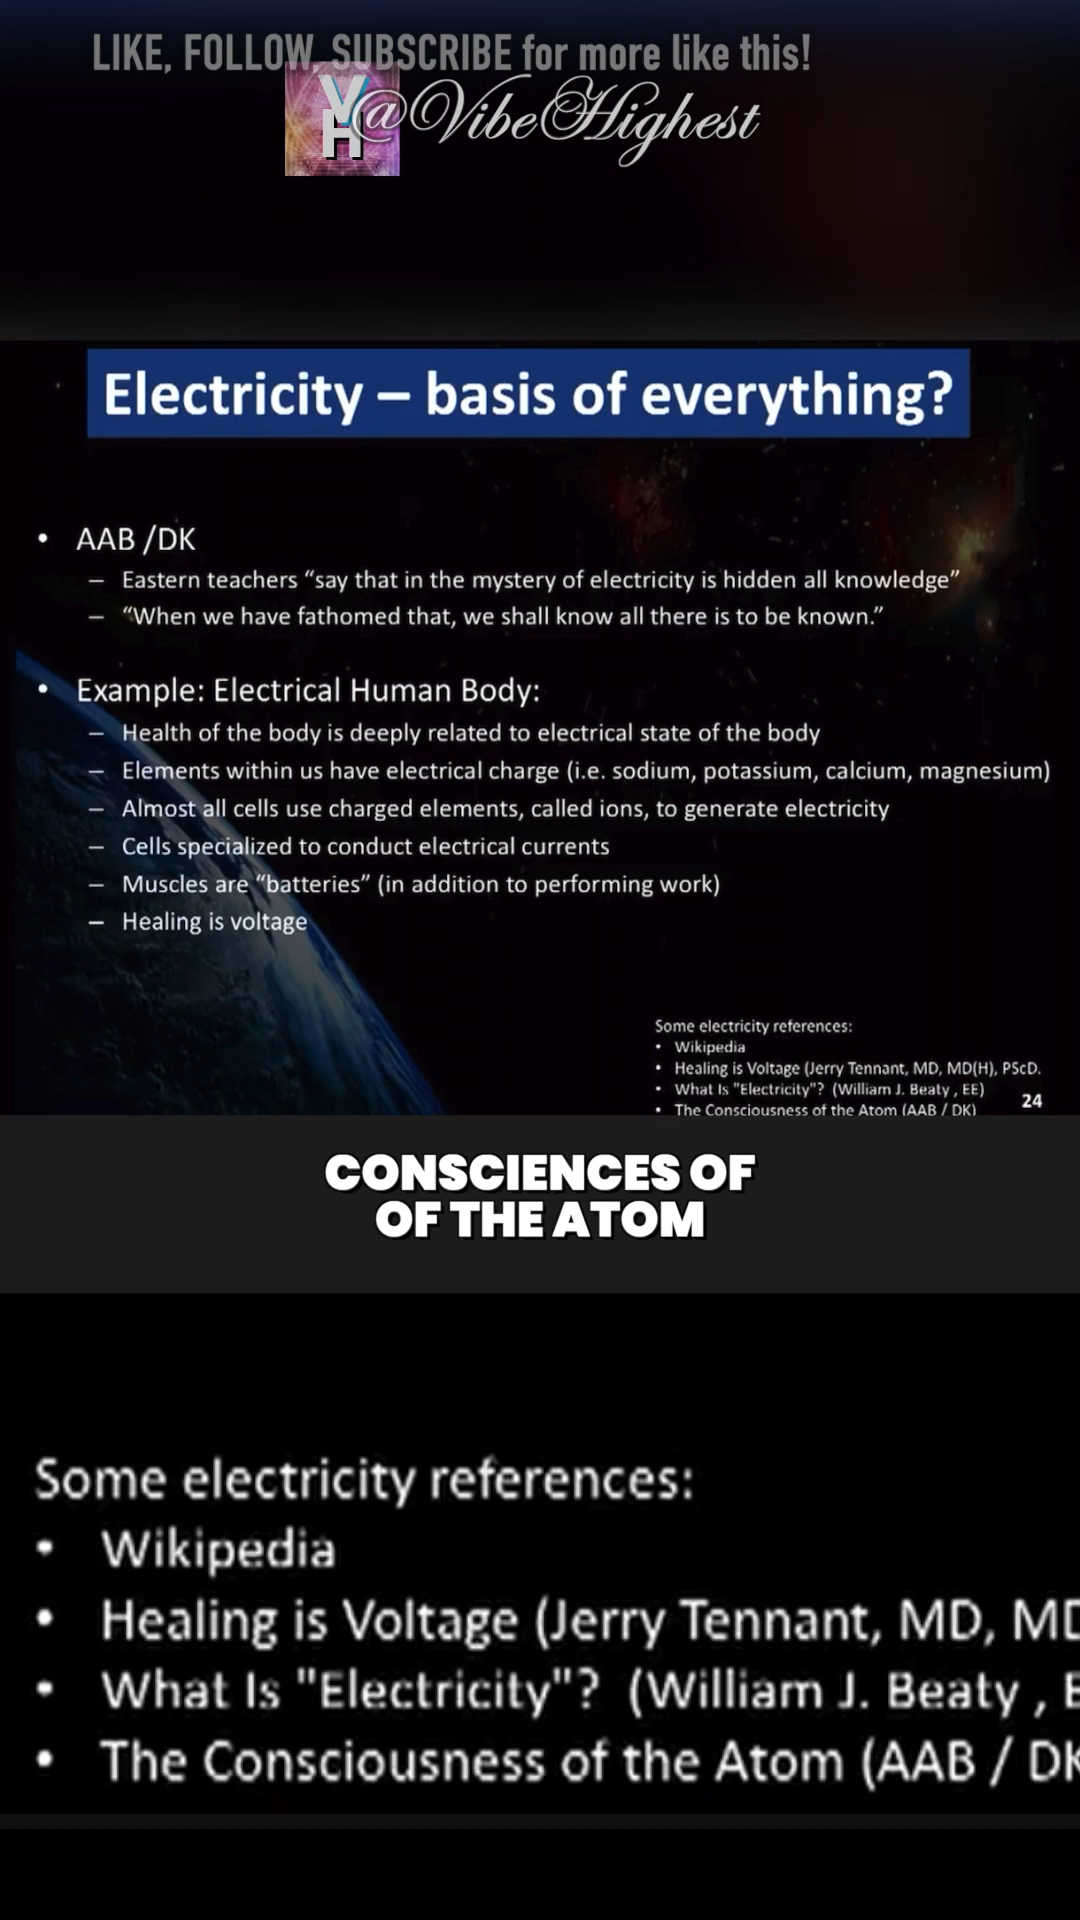 LIKE, FOLLOW, SUBSCRIBE for more like this!
VH
@VibeHighest
Electricity – basis of everything?
• AAB /DK
– Eastern teachers “say that in the mystery of electricity is hidden all knowledge”
– “When we have fathomed that, we shall know all there is to be known.”
• Example: Electrical Human Body:
– Health of the body is deeply related to electrical state of the body
– Elements within us have electrical charge (i.e. sodium, potassium, calcium, magnesium)
– Almost all cells use charged elements, called ions, to generate electricity
– Cells specialized to conduct electrical currents
– Muscles are “batteries” (in addition to performing work)
– Healing is voltage
Some electricity references:
• Wikipedia
• Healing is Voltage (Jerry Tennant, MD, MD(H), PScD.
• What Is "Electricity"? (William J. Beaty , EE)
• The Consciousness of the Atom (AAB / DK)
24
CONSCIENCES OF
OF THE ATOM
Some electricity references:
• Wikipedia
• Healing is Voltage (Jerry Tennant, MD, MD
• What Is "Electricity"? (William J. Beaty , E
• The Consciousness of the Atom (AAB / DK